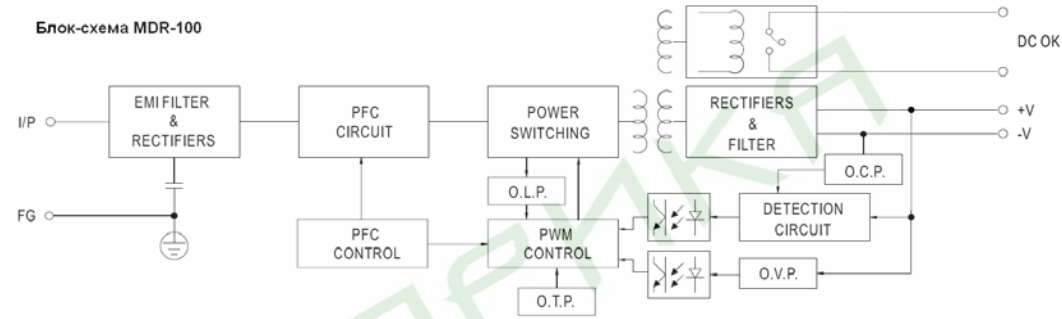 Блок-схема MDR-100
DC OK
I/P
EMI FILTER
&
RECTIFIERS
PFC
CIRCUIT
POWER
SWITCHING
RECTIFIERS
&
FILTER
+V
-V
O.L.P.
O.C.P.
FG
PFC
CONTROL
PWM
CONTROL
DETECTION
CIRCUIT
O.T.P.
O.V.P.